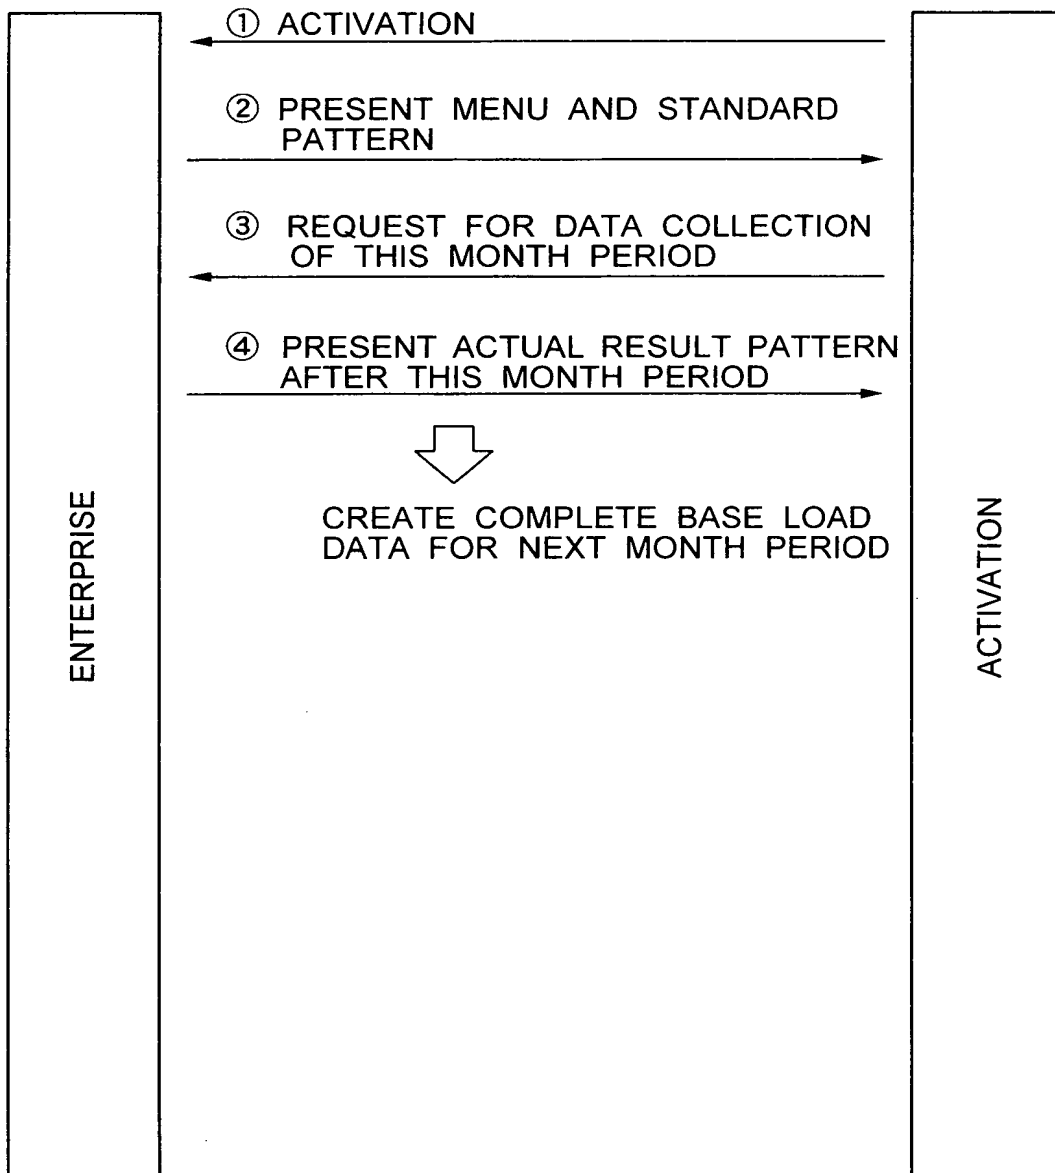 ① ACTIVATION
② PRESENT MENU AND STANDARD
PATTERN
③ REQUEST FOR DATA COLLECTION
OF THIS MONTH PERIOD
④ PRESENT ACTUAL RESULT PATTERN
AFTER THIS MONTH PERIOD
CREATE COMPLETE BASE LOAD
DATA FOR NEXT MONTH PERIOD
ENTERPRISE
ACTIVATION